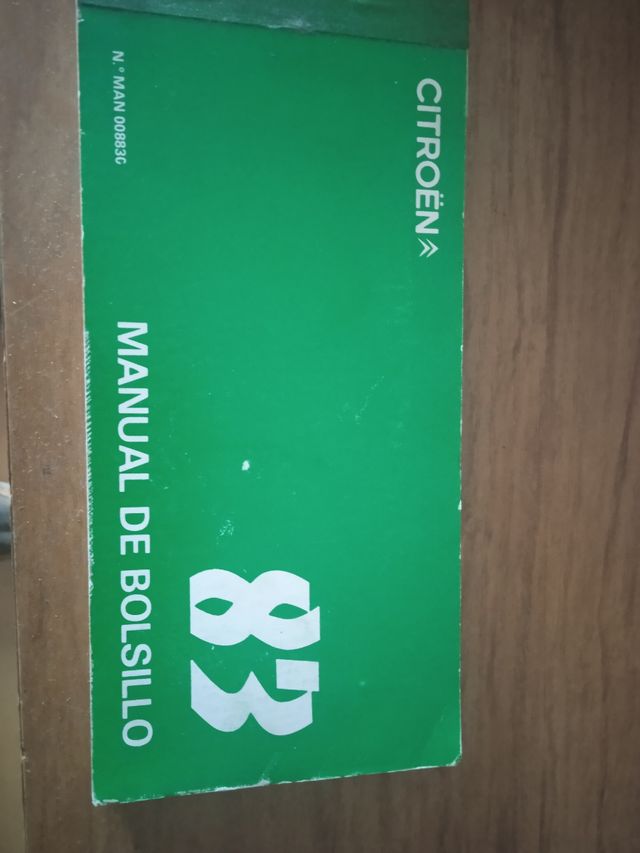 CITROËN
N.º MAN 00883C
83
MANUAL DE BOLSILLO